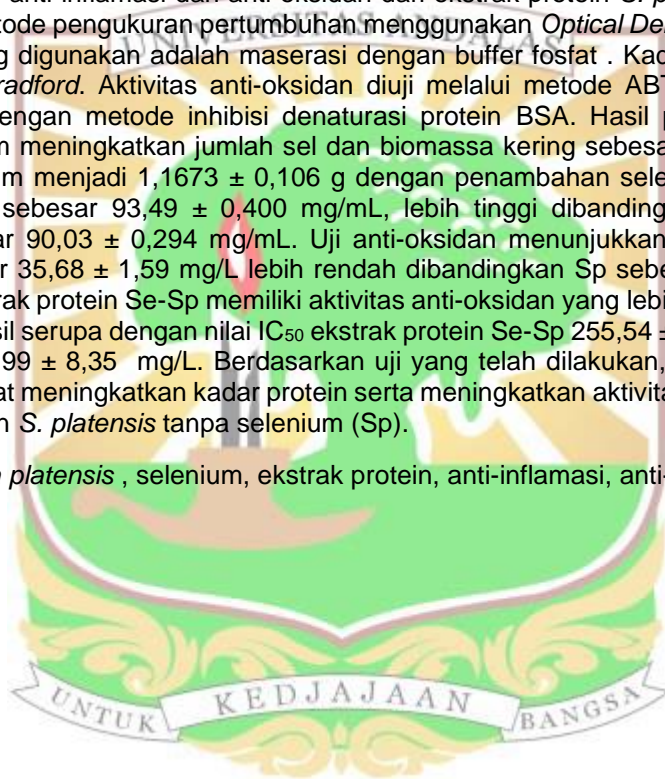 anti-inflamasi dan anti-oksidan dari ekstrak protein S. p
tode pengukuran pertumbuhan menggunakan Optical De
g digunakan adalah maserasi dengan buffer fosfat . Kad
radford. Aktivitas anti-oksidan diuji melalui metode ABT
engan metode inhibisi denaturasi protein BSA. Hasil p
m meningkatkan jumlah sel dan biomassa kering sebesa
m menjadi 1,1673 ± 0,106 g dengan penambahan sele
sebesar 93,49 ± 0,400 mg/mL, lebih tinggi dibanding
ar 90,03 ± 0,294 mg/mL. Uji anti-oksidan menunjukkan
r 35,68 ± 1,59 mg/L lebih rendah dibandingkan Sp sebe
rak protein Se-Sp memiliki aktivitas anti-oksidan yang lebi
sil serupa dengan nilai IC50 ekstrak protein Se-Sp 255,54 ±
99 ± 8,35 mg/L. Berdasarkan uji yang telah dilakukan,
at meningkatkan kadar protein serta meningkatkan aktivita
n S. platensis tanpa selenium (Sp).
platensis , selenium, ekstrak protein, anti-inflamasi, anti-
UNIVERSITAS ANDALAS
UNTUK KEDJAJAAN BANGSA